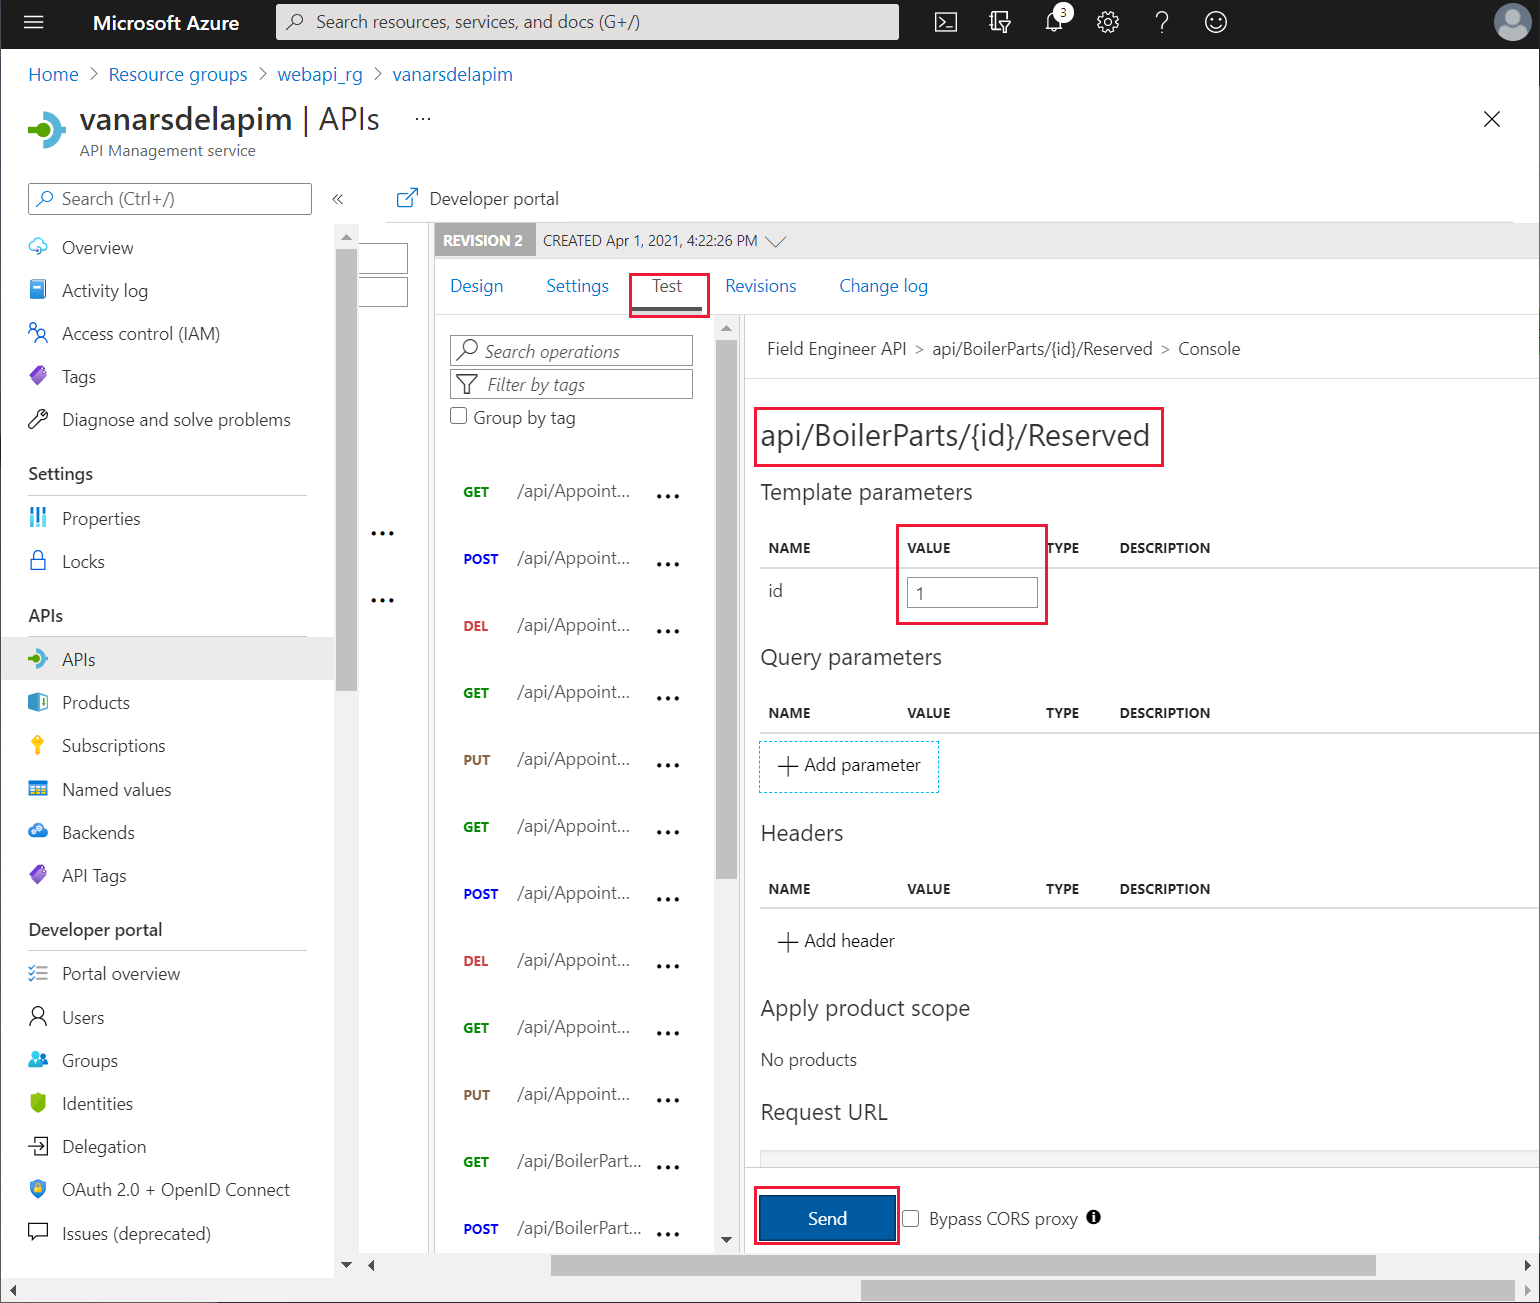 Microsoft Azure
Search resources, services, and docs (G+/)
3
Home > Resource groups > webapi_rg > vanarsdelapim
vanarsdelapim | APIs ...
API Management service
Search (Ctrl+/)
«
Overview
Activity log
Access control (IAM)
Tags
Diagnose and solve problems
Settings
Properties
Locks
APIs
APIs
Products
Subscriptions
Named values
Backends
API Tags
Developer portal
Portal overview
Users
Groups
Identities
Delegation
OAuth 2.0 + OpenID Connect
Issues (deprecated)
Developer portal
REVISION 2 CREATED Apr 1, 2021, 4:22:26 PM
Design Settings Test Revisions Change log
Search operations
Filter by tags
Group by tag
GET /api/Appoint... ...
POST /api/Appoint... ...
DEL /api/Appoint... ...
GET /api/Appoint... ...
PUT /api/Appoint... ...
GET /api/Appoint... ...
POST /api/Appoint... ...
DEL /api/Appoint... ...
GET /api/Appoint... ...
PUT /api/Appoint... ...
GET /api/BoilerPart... ...
POST /api/BoilerPart... ...
Field Engineer API > api/BoilerParts/{id}/Reserved > Console
api/BoilerParts/{id}/Reserved
Template parameters
NAME VALUE TYPE DESCRIPTION
id 1
Query parameters
NAME VALUE TYPE DESCRIPTION
+ Add parameter
Headers
NAME VALUE TYPE DESCRIPTION
+ Add header
Apply product scope
No products
Request URL
Send Bypass CORS proxy